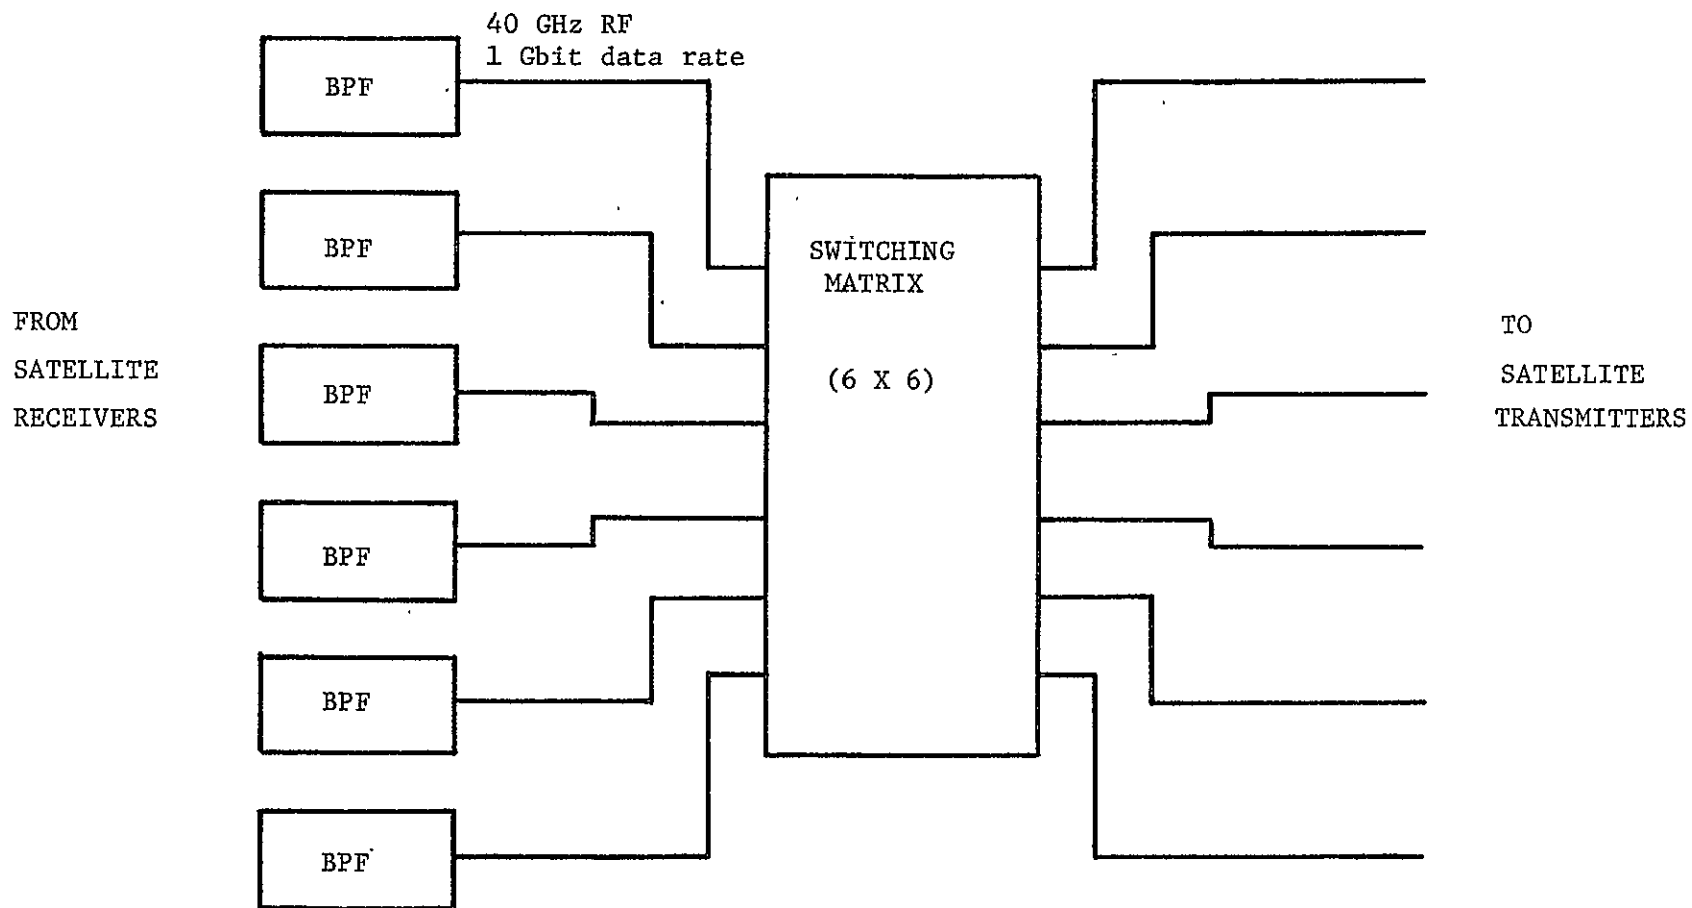 40 GHz RF
1 Gbit data rate
BPF
BPF
BPF
BPF
BPF
BPF
FROM
SATELLITE
RECEIVERS
SWITCHING
MATRIX
(6 X 6)
TO
SATELLITE
TRANSMITTERS